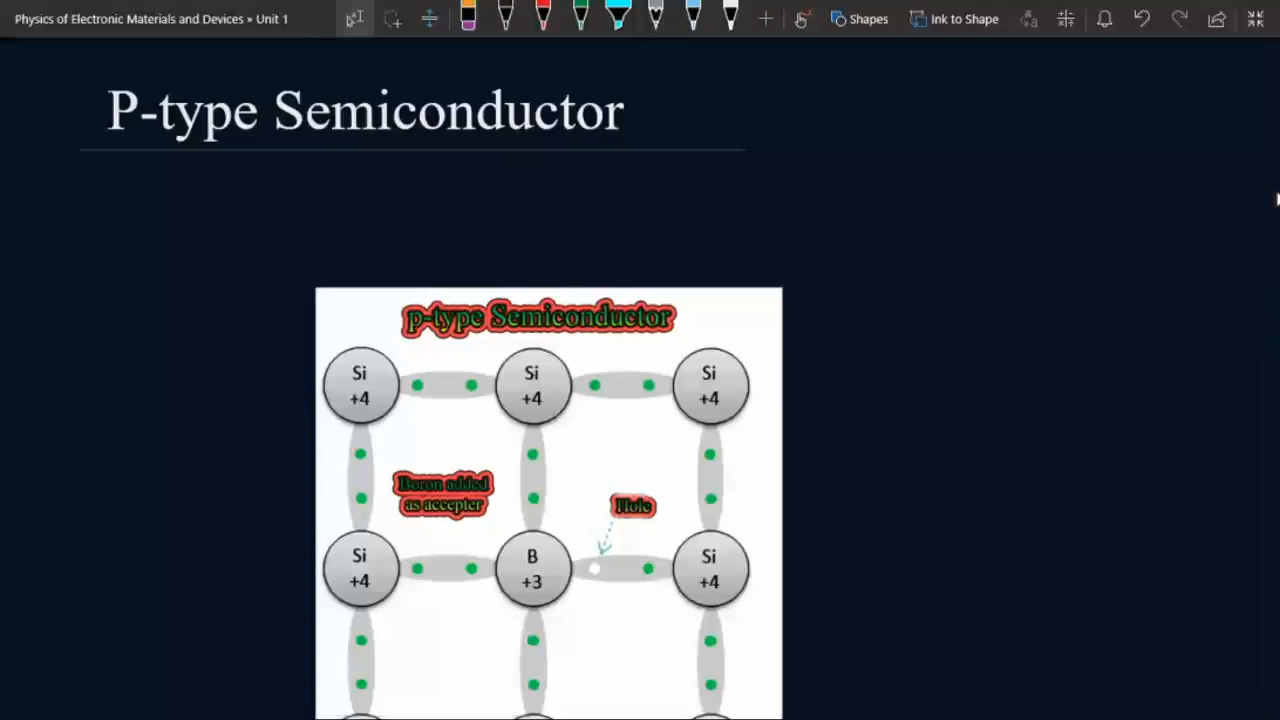 Physics of Electronic Materials and Devices » Unit 1
Shapes
Ink to Shape
P-type Semiconductor
p-type Semiconductor
Si
+4
Si
+4
Si
+4
Boron added
as accepter
Hole
Si
+4
B
+3
Si
+4